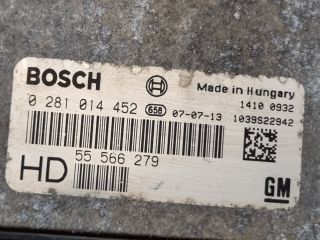 BOSCH
Made in Hungary
1410 0932
0 281 014 452 658 07-07-13 1039S22942
HD 55 566 279
GM